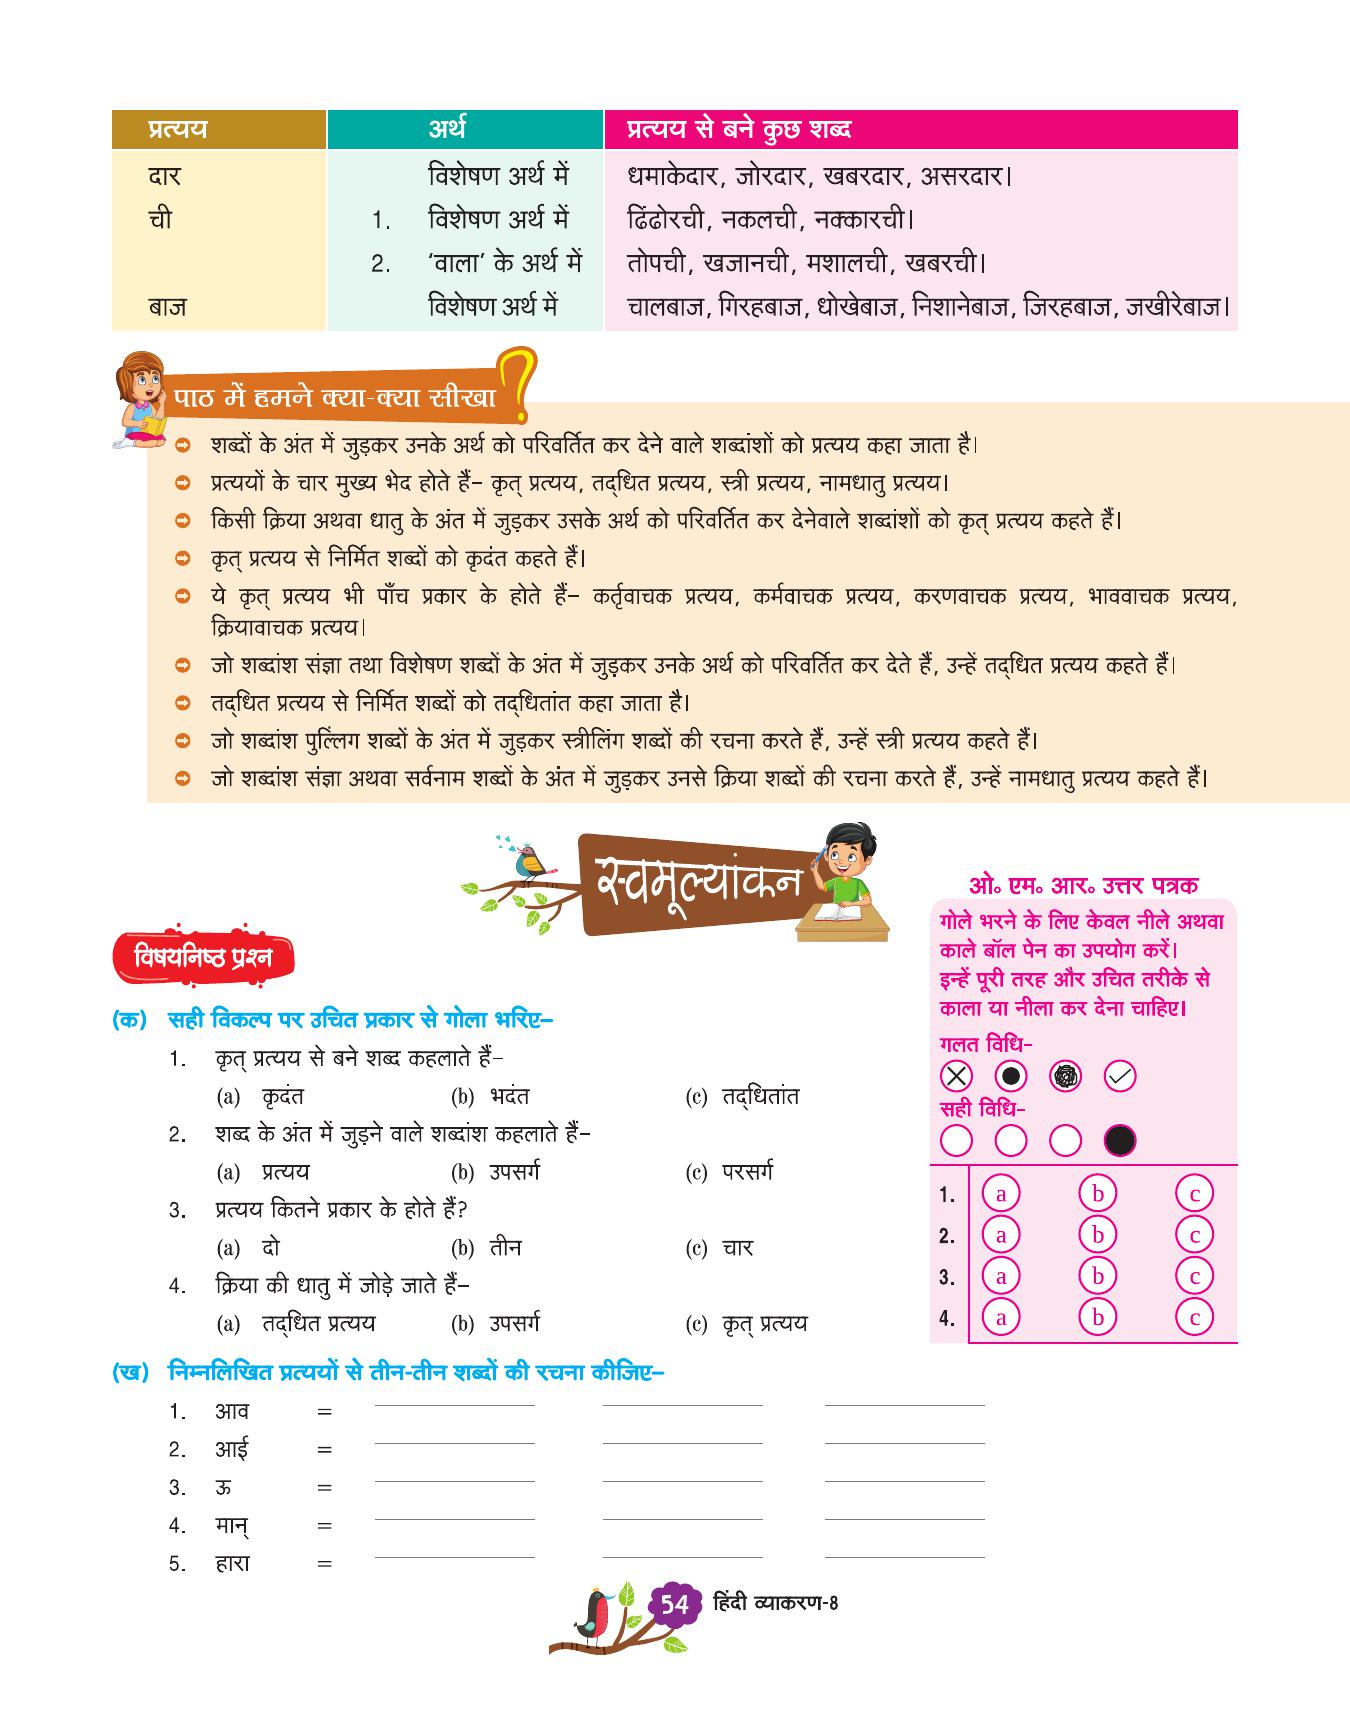 प्रत्यय अर्थ प्रत्यय से बने कुछ शब्द
दार विशेषण अर्थ में धमाकेदार, जोरदार, खबरदार, असरदार।
ची 1. विशेषण अर्थ में ढिंढोरची, नकलची, नक्कारची।
2. ‘वाला’ के अर्थ में तोपची, खजानची, मशालची, खबरची।
बाज विशेषण अर्थ में चालबाज, गिरहबाज, धोखेबाज, निशानेबाज, जिरहबाज, जखीरेबाज।
पाठ में हमने क्या-क्या सीखा ?
शब्दों के अंत में जुड़कर उनके अर्थ को परिवर्तित कर देने वाले शब्दांशों को प्रत्यय कहा जाता है।
प्रत्ययों के चार मुख्य भेद होते हैं– कृत् प्रत्यय, तद्‌धित प्रत्यय, स्त्री प्रत्यय, नामधातु प्रत्यय।
किसी क्रिया अथवा धातु के अंत में जुड़कर उसके अर्थ को परिवर्तित कर देनेवाले शब्दांशों को कृत् प्रत्यय कहते हैं।
कृत् प्रत्यय से निर्मित शब्दों को कृदंत कहते हैं।
ये कृत् प्रत्यय भी पाँच प्रकार के होते हैं– कर्तृवाचक प्रत्यय, कर्मवाचक प्रत्यय, करणवाचक प्रत्यय, भाववाचक प्रत्यय,
क्रियावाचक प्रत्यय।
जो शब्दांश संज्ञा तथा विशेषण शब्दों के अंत में जुड़कर उनके अर्थ को परिवर्तित कर देते हैं, उन्हें तद्‌धित प्रत्यय कहते हैं।
तद्‌धित प्रत्यय से निर्मित शब्दों को तद्‌धितांत कहा जाता है।
जो शब्दांश पुल्लिंग शब्दों के अंत में जुड़कर स्त्रीलिंग शब्दों की रचना करते हैं, उन्हें स्त्री प्रत्यय कहते हैं।
जो शब्दांश संज्ञा अथवा सर्वनाम शब्दों के अंत में जुड़कर उनसे क्रिया शब्दों की रचना करते हैं, उन्हें नामधातु प्रत्यय कहते हैं।
स्वमूल्यांकन
विषयनिष्ठ प्रश्न
(क) सही विकल्प पर उचित प्रकार से गोला भरिए–
1. कृत् प्रत्यय से बने शब्द कहलाते हैं–
(a) कृदंत (b) भदंत (c) तद्‌धितांत
2. शब्द के अंत में जुड़ने वाले शब्दांश कहलाते हैं–
(a) प्रत्यय (b) उपसर्ग (c) परसर्ग
3. प्रत्यय कितने प्रकार के होते हैं?
(a) दो (b) तीन (c) चार
4. क्रिया की धातु में जोड़े जाते हैं–
(a) तद्‌धित प्रत्यय (b) उपसर्ग (c) कृत् प्रत्यय
ओ॰ एम॰ आर॰ उत्तर पत्रक
गोले भरने के लिए केवल नीले अथवा
काले बॉल पेन का उपयोग करें।
इन्हें पूरी तरह और उचित तरीके से
काला या नीला कर देना चाहिए।
गलत विधि–
सही विधि–
1. a b c
2. a b c
3. a b c
4. a b c
(ख) निम्नलिखित प्रत्ययों से तीन-तीन शब्दों की रचना कीजिए–
1. आव =
2. आई =
3. ऊ =
4. मान् =
5. हारा =
54 हिंदी व्याकरण-8